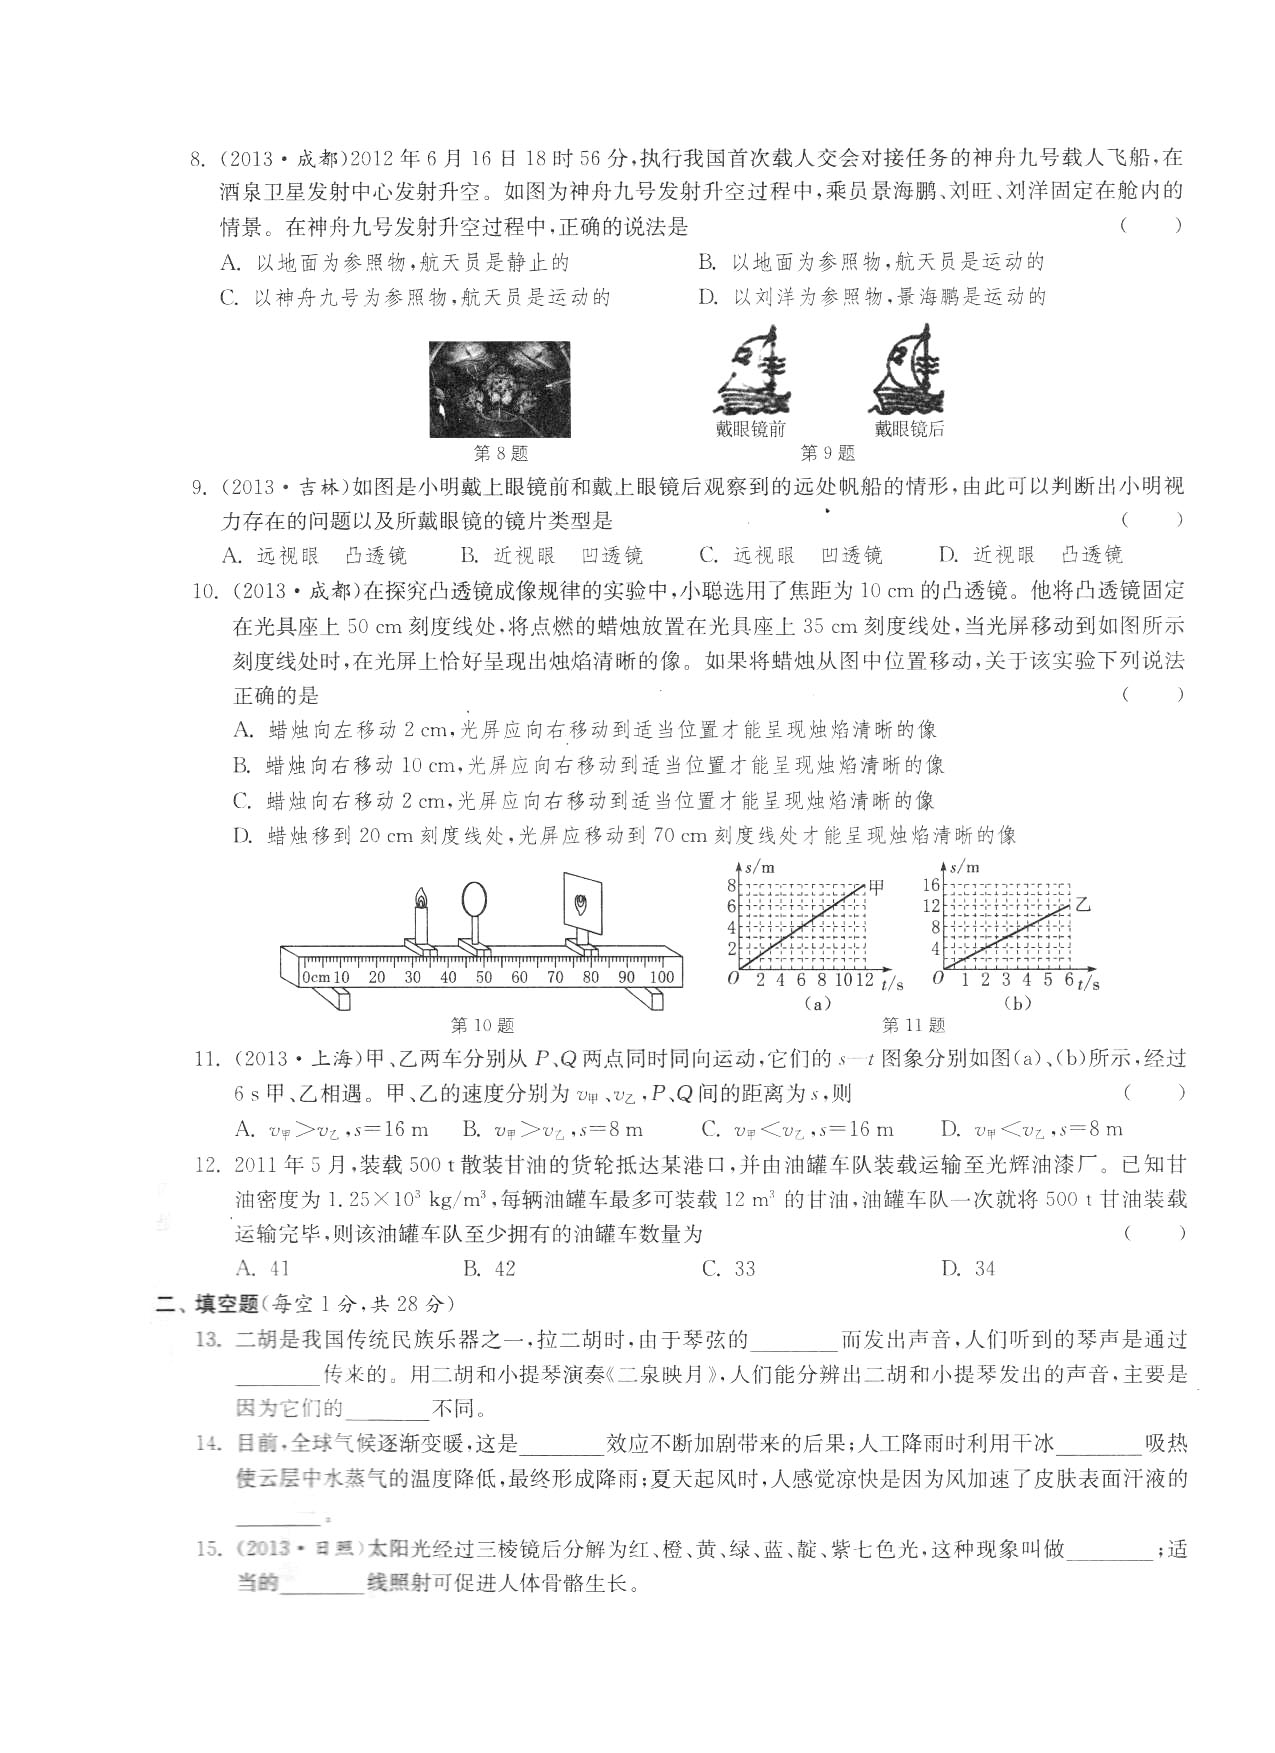 8. (2013·成都)2012年6月16日18时56分,执行我国首次载人交会对接任务的神舟九号载人飞船,在
酒泉卫星发射中心发射升空。如图为神舟九号发射升空过程中,乘员景海鹏、刘旺、刘洋固定在舱内的
情景。在神舟九号发射升空过程中,正确的说法是 ( )
A. 以地面为参照物,航天员是静止的 B. 以地面为参照物,航天员是运动的
C. 以神舟九号为参照物,航天员是运动的 D. 以刘洋为参照物,景海鹏是运动的
戴眼镜前 戴眼镜后
第8题 第9题
9. (2013·吉林)如图是小明戴上眼镜前和戴上眼镜后观察到的远处帆船的情形,由此可以判断出小明视
力存在的问题以及所戴眼镜的镜片类型是 ( )
A. 远视眼 凸透镜 B. 近视眼 凹透镜 C. 远视眼 凹透镜 D. 近视眼 凸透镜
10. (2013·成都)在探究凸透镜成像规律的实验中,小聪选用了焦距为10 cm的凸透镜。他将凸透镜固定
在光具座上50 cm刻度线处,将点燃的蜡烛放置在光具座上35 cm刻度线处,当光屏移动到如图所示
刻度线处时,在光屏上恰好呈现出烛焰清晰的像。如果将蜡烛从图中位置移动,关于该实验下列说法
正确的是 ( )
A. 蜡烛向左移动2 cm,光屏应向右移动到适当位置才能呈现烛焰清晰的像
B. 蜡烛向右移动10 cm,光屏应向右移动到适当位置才能呈现烛焰清晰的像
C. 蜡烛向右移动2 cm,光屏应向右移动到适当位置才能呈现烛焰清晰的像
D. 蜡烛移到20 cm刻度线处,光屏应移动到70 cm刻度线处才能呈现烛焰清晰的像
0cm 10 20 30 40 50 60 70 80 90 100
第10题
s/m
8
6
4
2
O 2 4 6 8 10 12 t/s
甲
(a)
s/m
16
12
8
4
O 1 2 3 4 5 6 t/s
乙
(b)
第11题
11. (2013·上海)甲、乙两车分别从P、Q两点同时同向运动,它们的s—t图象分别如图(a)、(b)所示,经过
6 s甲、乙相遇。甲、乙的速度分别为v甲、v乙,P、Q间的距离为s,则 ( )
A. v甲>v乙,s=16 m B. v甲>v乙,s=8 m C. v甲<v乙,s=16 m D. v甲<v乙,s=8 m
12. 2011年5月,装载500 t散装甘油的货轮抵达某港口,并由油罐车队装载运输至光辉油漆厂。已知甘
油密度为1.25×10³ kg/m³,每辆油罐车最多可装载12 m³的甘油,油罐车队一次就将500 t甘油装载
运输完毕,则该油罐车队至少拥有的油罐车数量为 ( )
A. 41 B. 42 C. 33 D. 34
二、填空题(每空1分,共28分)
13. 二胡是我国传统民族乐器之一,拉二胡时,由于琴弦的________而发出声音,人们听到的琴声是通过
________传来的。用二胡和小提琴演奏《二泉映月》,人们能分辨出二胡和小提琴发出的声音,主要是
因为它们的________不同。
14. 目前,全球气候逐渐变暖,这是________效应不断加剧带来的后果;人工降雨时利用干冰________吸热
使云层中水蒸气的温度降低,最终形成降雨;夏天起风时,人感觉凉快是因为风加速了皮肤表面汗液的
________。
15. (2013·日照)太阳光经过三棱镜后分解为红、橙、黄、绿、蓝、靛、紫七色光,这种现象叫做________;适
当的________线照射可促进人体骨骼生长。